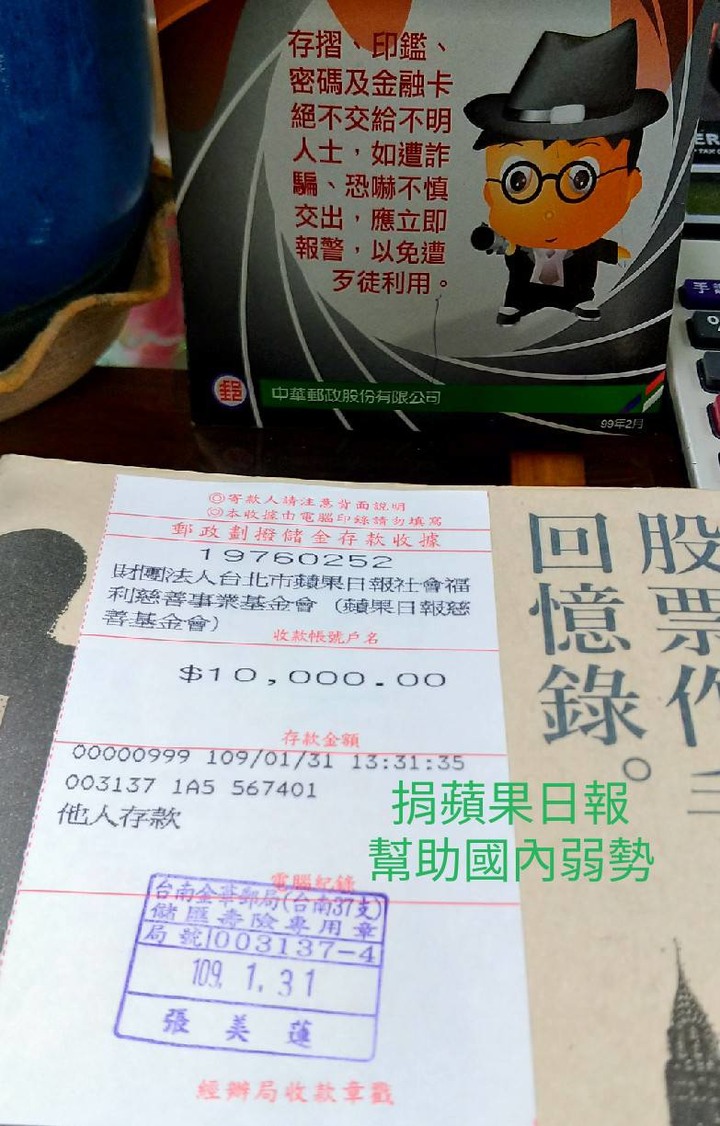 存摺、印鑑、
密碼及金融卡
絕不交給不明
人士，如遭詐
騙、恐嚇不慎
交出，應立即
報警，以免遭
歹徒利用。
郵
中華郵政股份有限公司
99年2月
◎寄款人請注意背面說明
◎本收據由電腦印錄請勿填寫
郵政劃撥儲金存款收據
19760252
財團法人台北市蘋果日報社會福
利慈善事業基金會（蘋果日報慈
善基金會）
收款帳號戶名
$10,000.00
存款金額
00000999 109/01/31 13:31:35
003137 1A5 567401
他人存款
電腦紀錄
台南金華郵局(台南37支)
儲匯壽險專用章
局號003137-4
109. 1. 31
張美蓮
經辦局收款章戳
捐蘋果日報
幫助國內弱勢
股票作手
回憶錄。